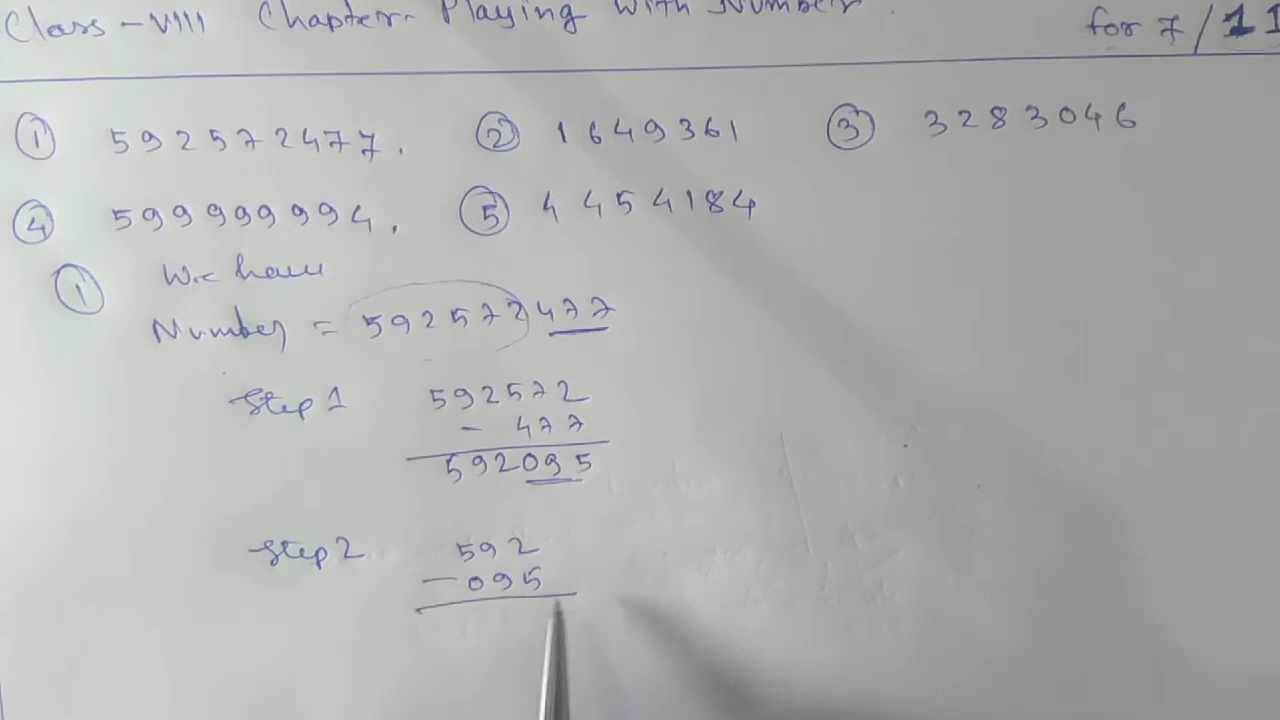 Class - VIII Chapter- Playing With Number for 7/11
① 592572477. ② 1649361 ③ 3283046
④ 599999994. ⑤ 4454184
① We have
Number = 592572477
Step 1 592572
- 477
592095
Step 2 592
- 095